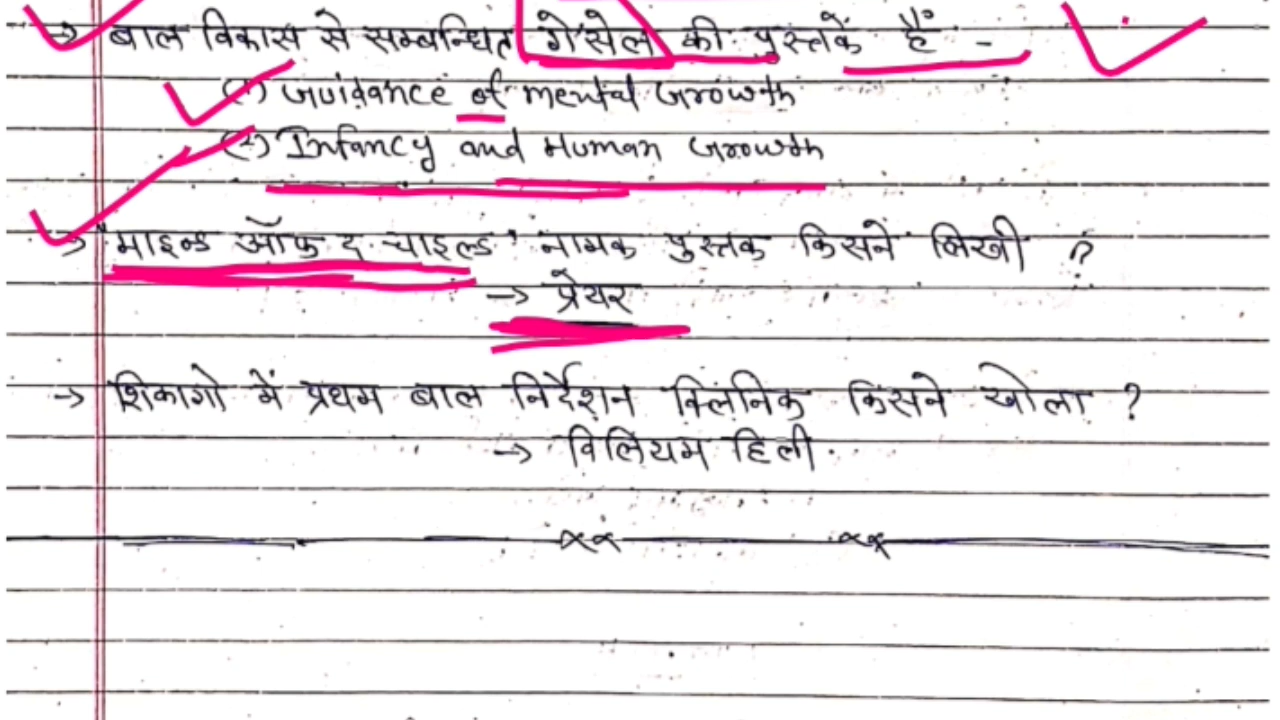 → बाल विकास से सम्बन्धित गेसेल की पुस्तकें हैं -
(1) Guidance of mental Growth
(2) Infancy and Human Growth
→ "माइन्ड ऑफ द चाइल्ड' नामक पुस्तक किसने लिखी ?
→ प्रेयर
→ शिकागो में प्रथम बाल निर्देशन क्लिनिक किसने खोला ?
→ विलियम हिली.